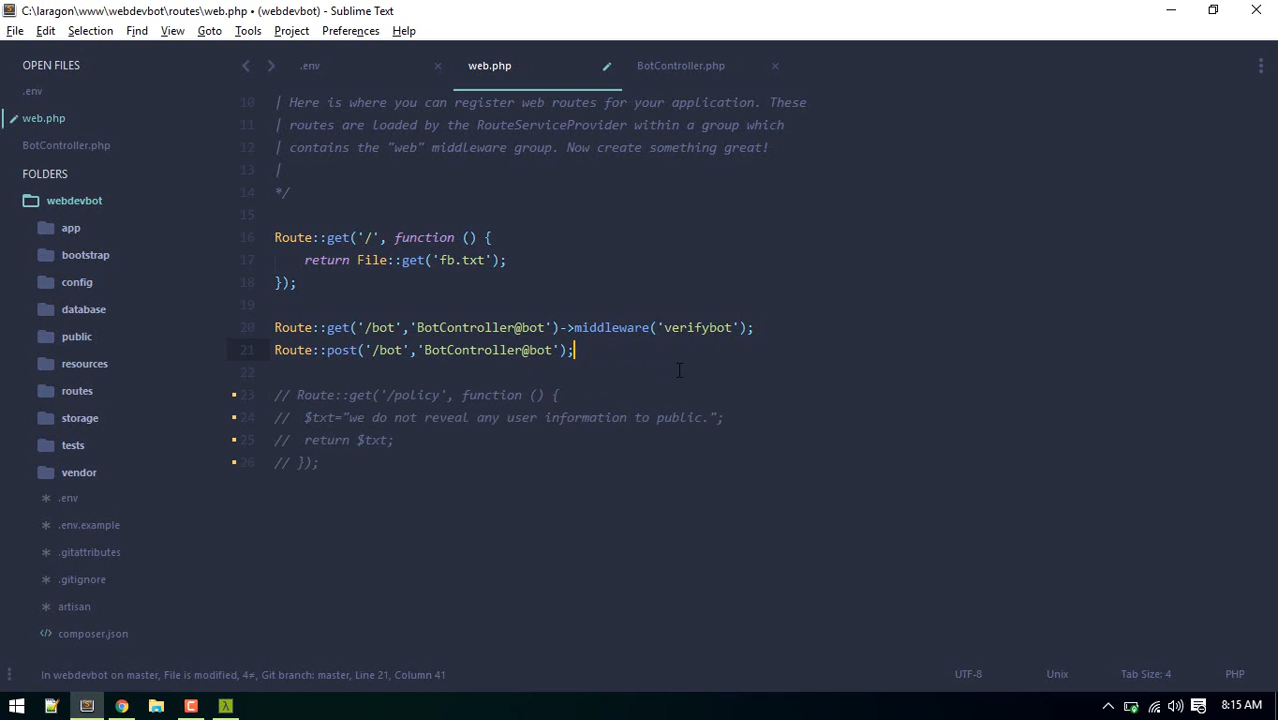 C:\laragon\www\webdevbot\routes\web.php • (webdevbot) - Sublime Text
File Edit Selection Find View Goto Tools Project Preferences Help
OPEN FILES
.env
web.php
BotController.php
FOLDERS
webdevbot
app
bootstrap
config
database
public
resources
routes
storage
tests
vendor
.env
.env.example
.gitattributes
.gitignore
artisan
composer.json
.env web.php BotController.php
10 | Here is where you can register web routes for your application. These
11 | routes are loaded by the RouteServiceProvider within a group which
12 | contains the "web" middleware group. Now create something great!
13 |
14 */
15
16 Route::get('/', function () {
17 return File::get('fb.txt');
18 });
19
20 Route::get('/bot','BotController@bot')->middleware('verifybot');
21 Route::post('/bot','BotController@bot');
22
23 // Route::get('/policy', function () {
24 // $txt="we do not reveal any user information to public.";
25 // return $txt;
26 // });
In webdevbot on master, File is modified, 4≠, Git branch: master, Line 21, Column 41
UTF-8 Unix Tab Size: 4 PHP
8:15 AM